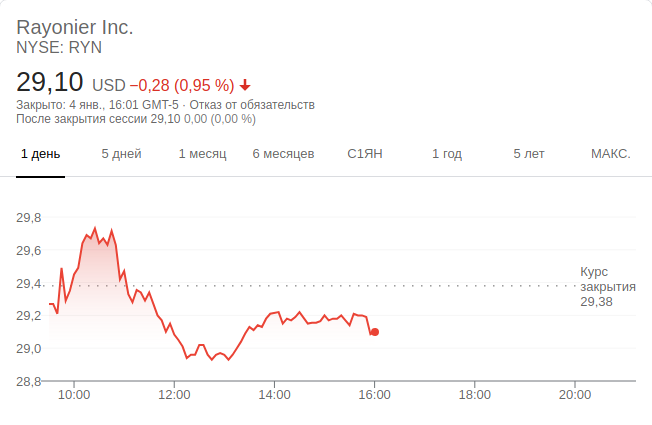 Rayonier Inc.
NYSE: RYN
29,10 USD −0,28 (0,95 %)
Закрыто: 4 янв., 16:01 GMT-5 · Отказ от обязательств
После закрытия сессии 29,10 0,00 (0,00 %)
1 день 5 дней 1 месяц 6 месяцев С1ЯН 1 год 5 лет МАКС.
29,8
29,6
29,4
29,2
29,0
28,8
Курс
закрытия
29,38
10:00 12:00 14:00 16:00 18:00 20:00